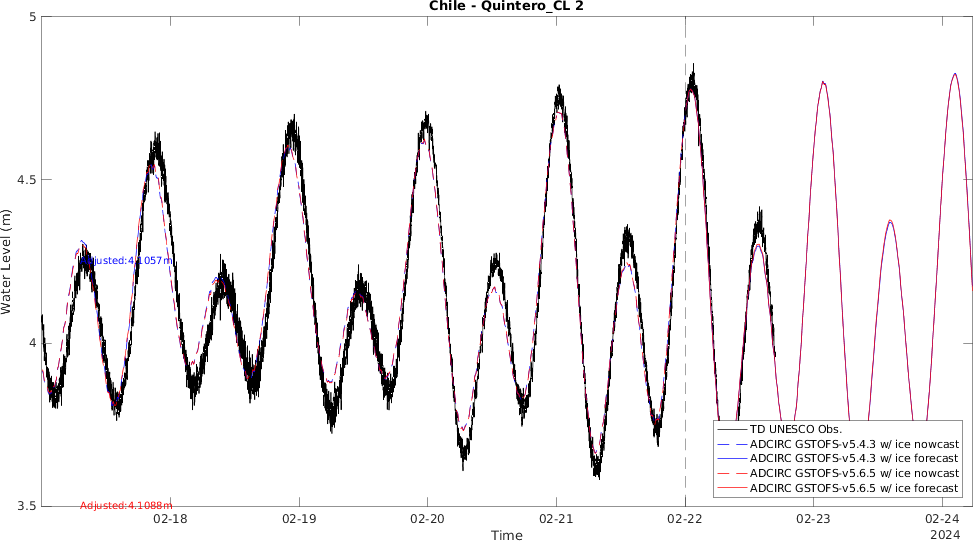 Chile - Quintero_CL 2
5
4.5
4
3.5
Water Level (m)
Adjusted:4.1057m
Adjusted:4.1088m
TD UNESCO Obs.
ADCIRC GSTOFS-v5.4.3 w/ ice nowcast
ADCIRC GSTOFS-v5.4.3 w/ ice forecast
ADCIRC GSTOFS-v5.6.5 w/ ice nowcast
ADCIRC GSTOFS-v5.6.5 w/ ice forecast
02-18 02-19 02-20 02-21 02-22 02-23 02-24
Time
2024